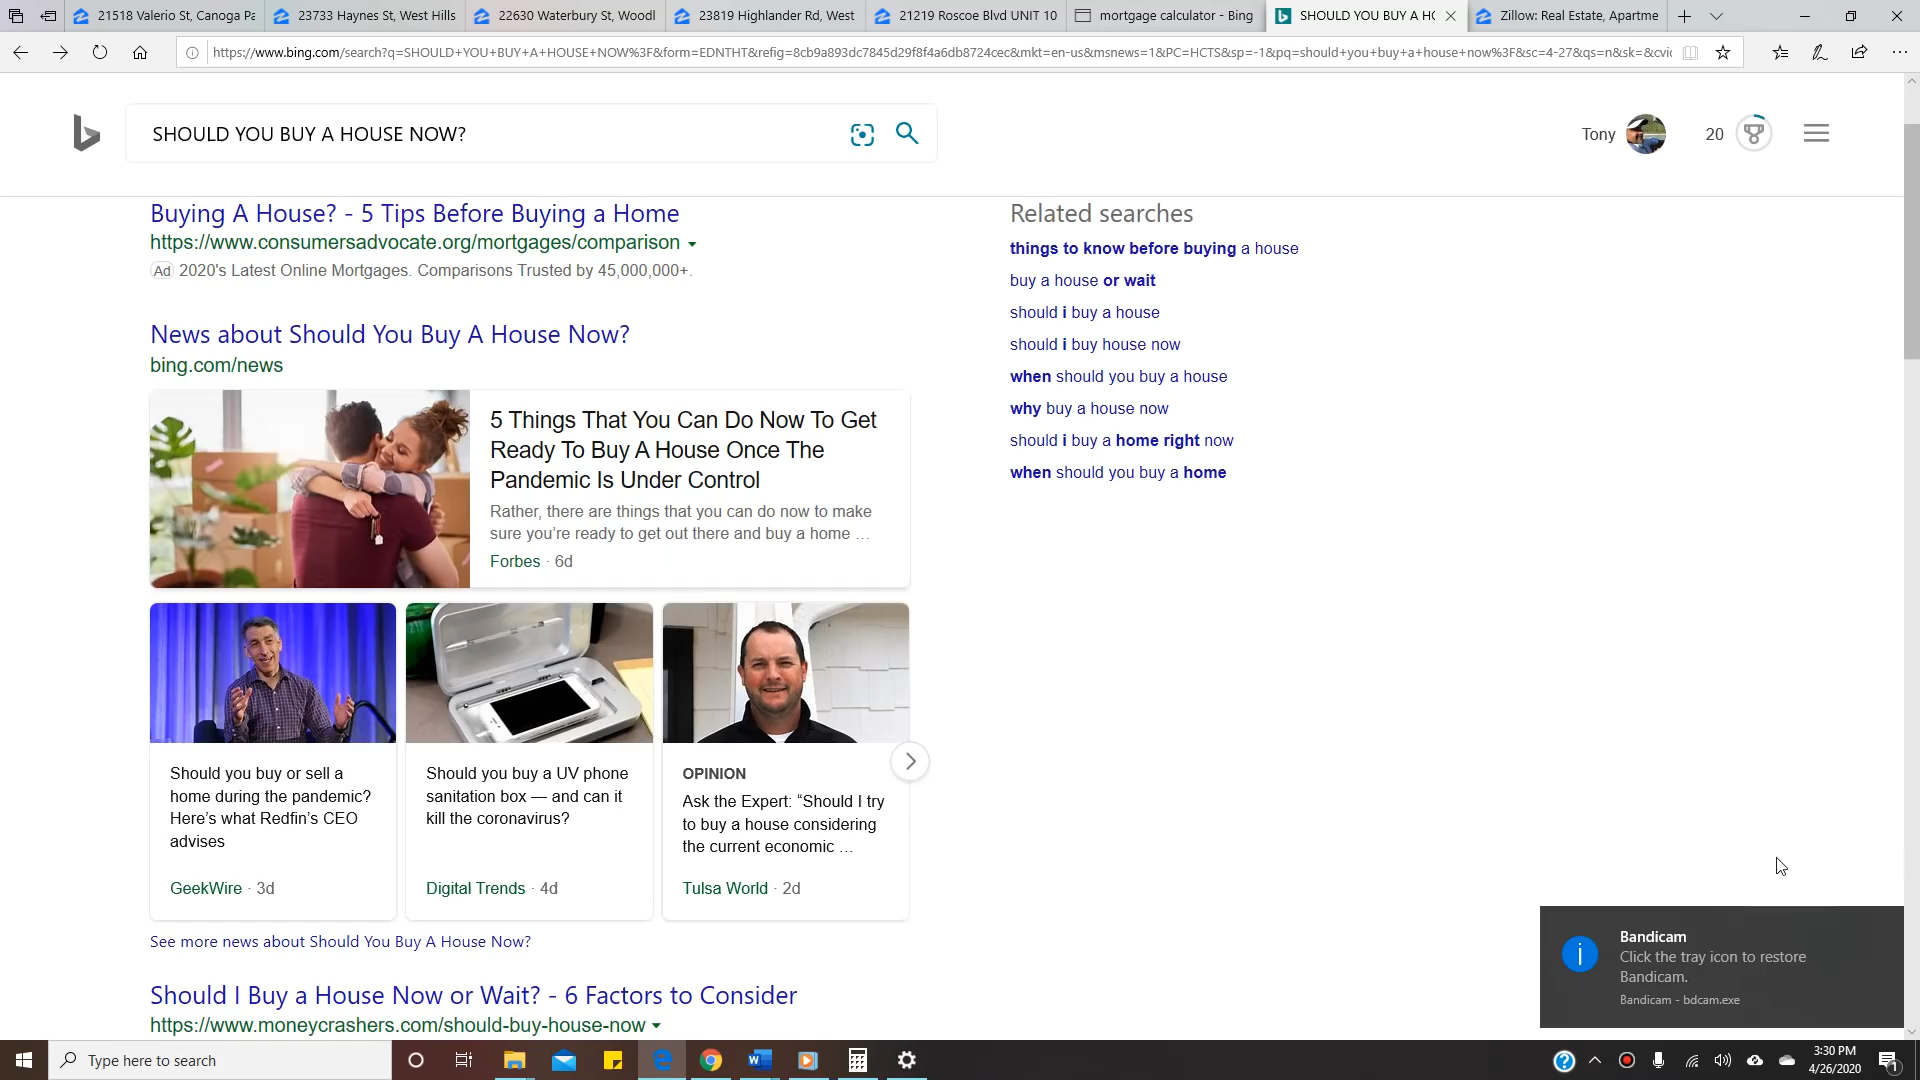 21518 Valerio St, Canoga Pa
23733 Haynes St, West Hills
22630 Waterbury St, Woodl
23819 Highlander Rd, West
21219 Roscoe Blvd UNIT 10
mortgage calculator - Bing
SHOULD YOU BUY A HO
Zillow: Real Estate, Apartme
https://www.bing.com/search?q=SHOULD+YOU+BUY+A+HOUSE+NOW%3F&form=EDNTHT&refig=8cb9a893dc7845d29f8f4a6db8724cec&mkt=en-us&msnews=1&PC=HCTS&sp=-1&pq=should+you+buy+a+house+now%3F&sc=4-27&qs=n&sk=&cvic
SHOULD YOU BUY A HOUSE NOW?
Tony
20
Buying A House? - 5 Tips Before Buying a Home
https://www.consumersadvocate.org/mortgages/comparison
Ad 2020's Latest Online Mortgages. Comparisons Trusted by 45,000,000+.
News about Should You Buy A House Now?
bing.com/news
5 Things That You Can Do Now To Get
Ready To Buy A House Once The
Pandemic Is Under Control
Rather, there are things that you can do now to make
sure you're ready to get out there and buy a home ...
Forbes · 6d
Should you buy or sell a
home during the pandemic?
Here's what Redfin's CEO
advises
GeekWire · 3d
Should you buy a UV phone
sanitation box — and can it
kill the coronavirus?
Digital Trends · 4d
OPINION
Ask the Expert: “Should I try
to buy a house considering
the current economic ...
Tulsa World · 2d
See more news about Should You Buy A House Now?
Should I Buy a House Now or Wait? - 6 Factors to Consider
https://www.moneycrashers.com/should-buy-house-now
Related searches
things to know before buying a house
buy a house or wait
should i buy a house
should i buy house now
when should you buy a house
why buy a house now
should i buy a home right now
when should you buy a home
Bandicam
Click the tray icon to restore
Bandicam.
Bandicam - bdcam.exe
Type here to search
3:30 PM
4/26/2020
1